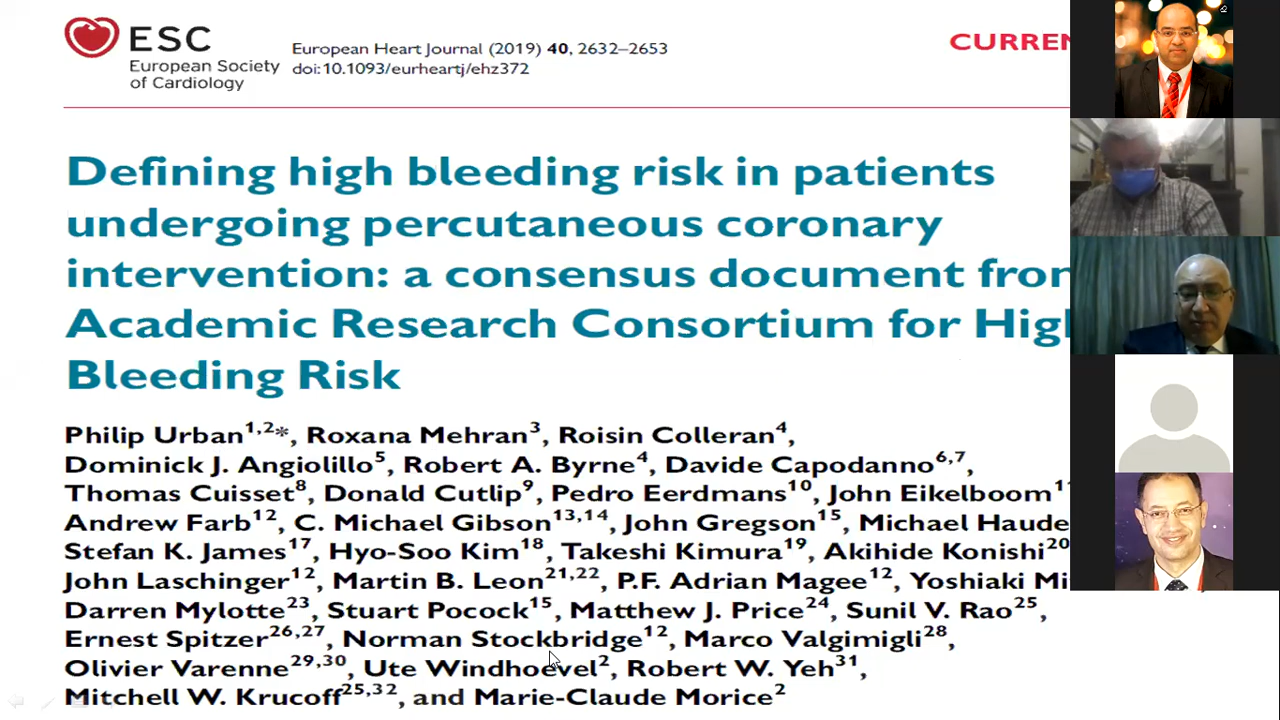 ESC
European Society
of Cardiology
European Heart Journal (2019) 40, 2632–2653
doi:10.1093/eurheartj/ehz372
CURREN
Defining high bleeding risk in patients
undergoing percutaneous coronary
intervention: a consensus document from
Academic Research Consortium for High
Bleeding Risk
Philip Urban1,2*, Roxana Mehran3, Roisin Colleran4,
Dominick J. Angiolillo5, Robert A. Byrne4, Davide Capodanno6,7,
Thomas Cuisset8, Donald Cutlip9, Pedro Eerdmans10, John Eikelboom11
Andrew Farb12, C. Michael Gibson13,14, John Gregson15, Michael Haude
Stefan K. James17, Hyo-Soo Kim18, Takeshi Kimura19, Akihide Konishi20
John Laschinger12, Martin B. Leon21,22, P.F. Adrian Magee12, Yoshiaki Mi
Darren Mylotte23, Stuart Pocock15, Matthew J. Price24, Sunil V. Rao25,
Ernest Spitzer26,27, Norman Stockbridge12, Marco Valgimigli28,
Olivier Varenne29,30, Ute Windhoevel2, Robert W. Yeh31,
Mitchell W. Krucoff25,32, and Marie-Claude Morice2